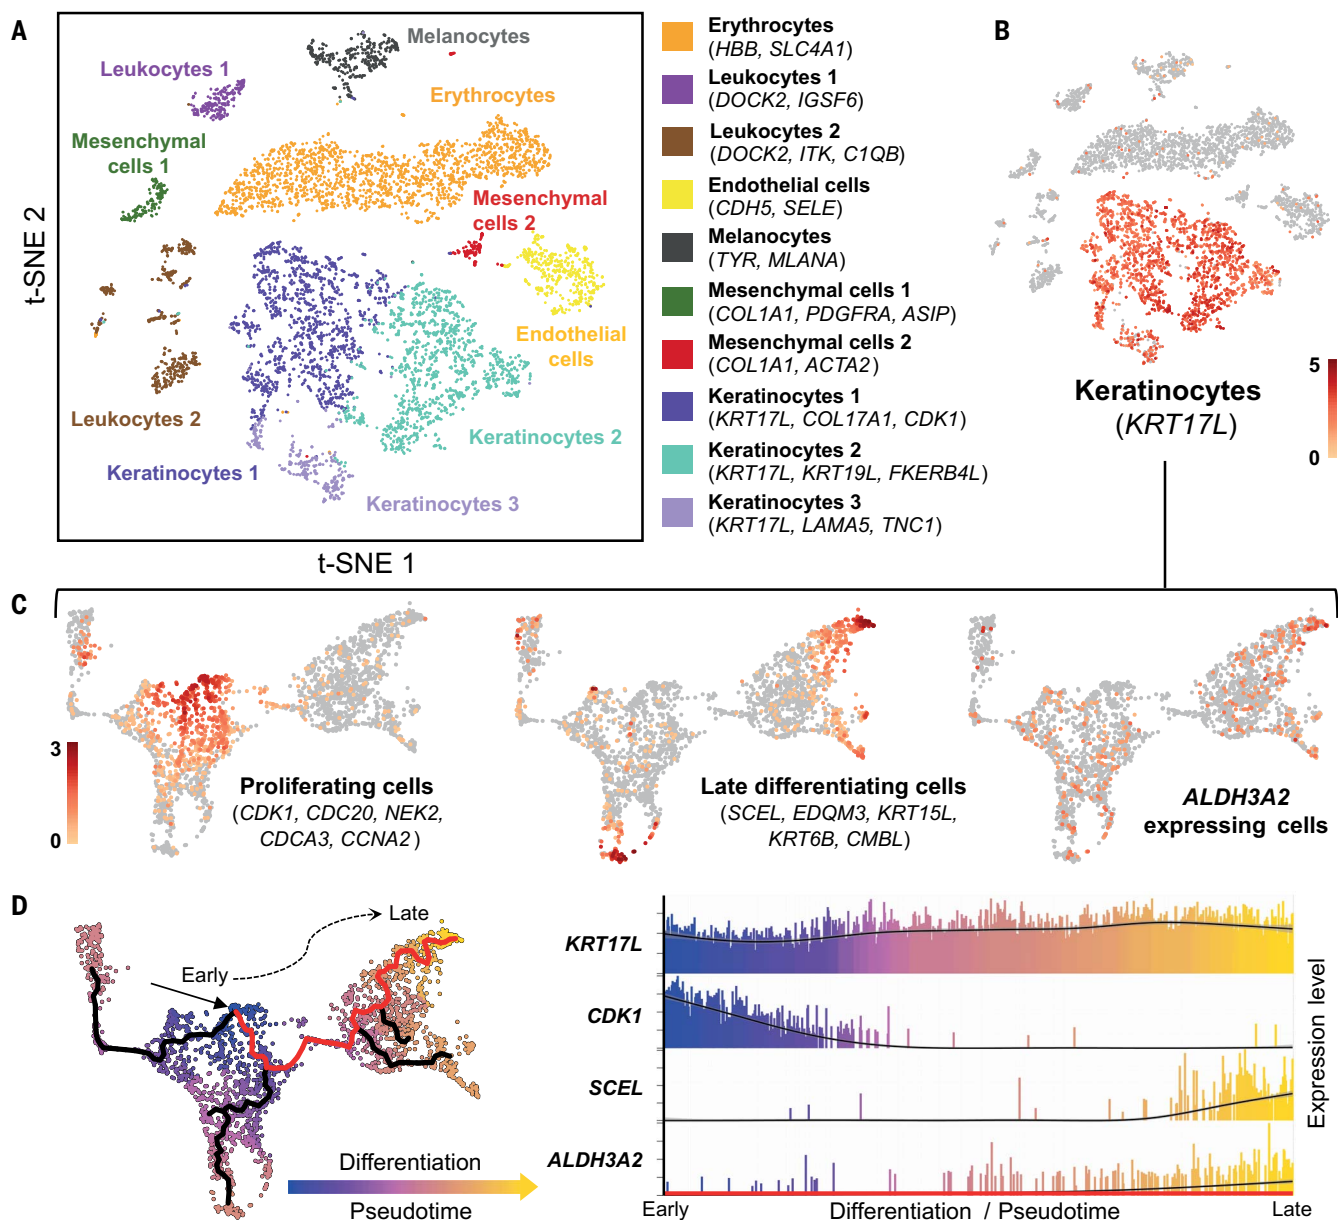 A
Melanocytes
Leukocytes 1
Erythrocytes
Mesenchymal
cells 1
Mesenchymal
cells 2
Endothelial
cells
Leukocytes 2
Keratinocytes 2
Keratinocytes 1
Keratinocytes 3
t-SNE 2
t-SNE 1
Erythrocytes
(HBB, SLC4A1)
Leukocytes 1
(DOCK2, IGSF6)
Leukocytes 2
(DOCK2, ITK, C1QB)
Endothelial cells
(CDH5, SELE)
Melanocytes
(TYR, MLANA)
Mesenchymal cells 1
(COL1A1, PDGFRA, ASIP)
Mesenchymal cells 2
(COL1A1, ACTA2)
Keratinocytes 1
(KRT17L, COL17A1, CDK1)
Keratinocytes 2
(KRT17L, KRT19L, FKERB4L)
Keratinocytes 3
(KRT17L, LAMA5, TNC1)
B
5
0
Keratinocytes
(KRT17L)
C
3
0
Proliferating cells
(CDK1, CDC20, NEK2,
CDCA3, CCNA2)
Late differentiating cells
(SCEL, EDQM3, KRT15L,
KRT6B, CMBL)
ALDH3A2
expressing cells
D
Late
Early
Differentiation
Pseudotime
KRT17L
CDK1
SCEL
ALDH3A2
Expression level
Early
Differentiation / Pseudotime
Late